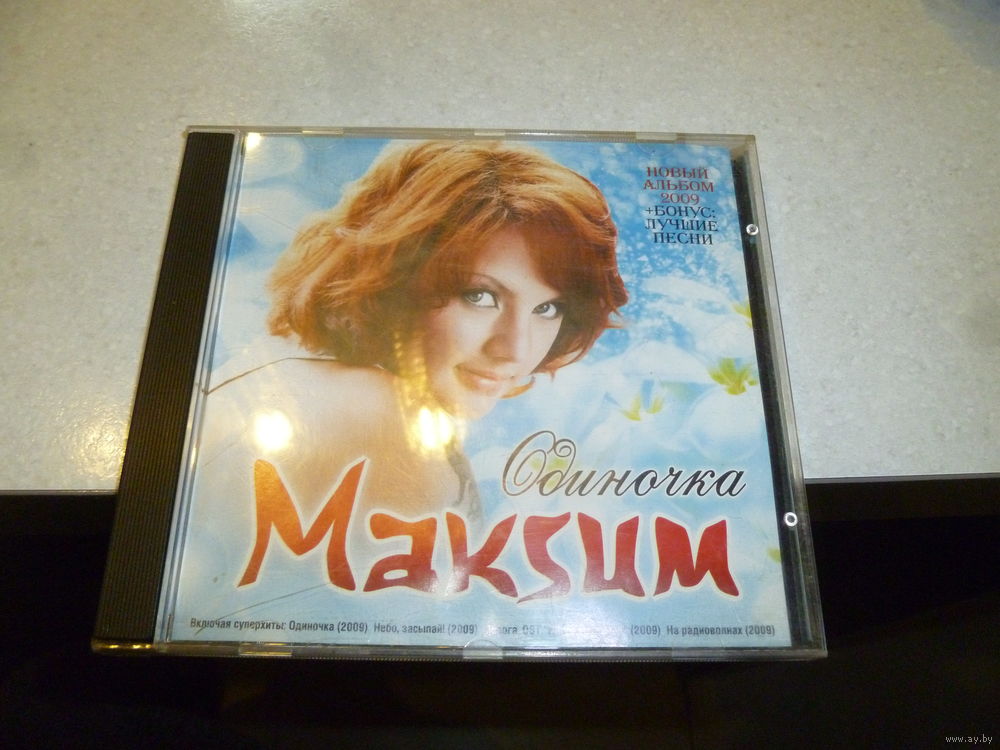 НОВЫЙ
АЛЬБОМ
2009
+БОНУС:
ЛУЧШИЕ
ПЕСНИ
Одиночка
Макsим
Включая суперхиты: Одиночка (2009) Небо, засыпай! (2009) OST (2009) На радиоволнах (2009)
www.ay.by